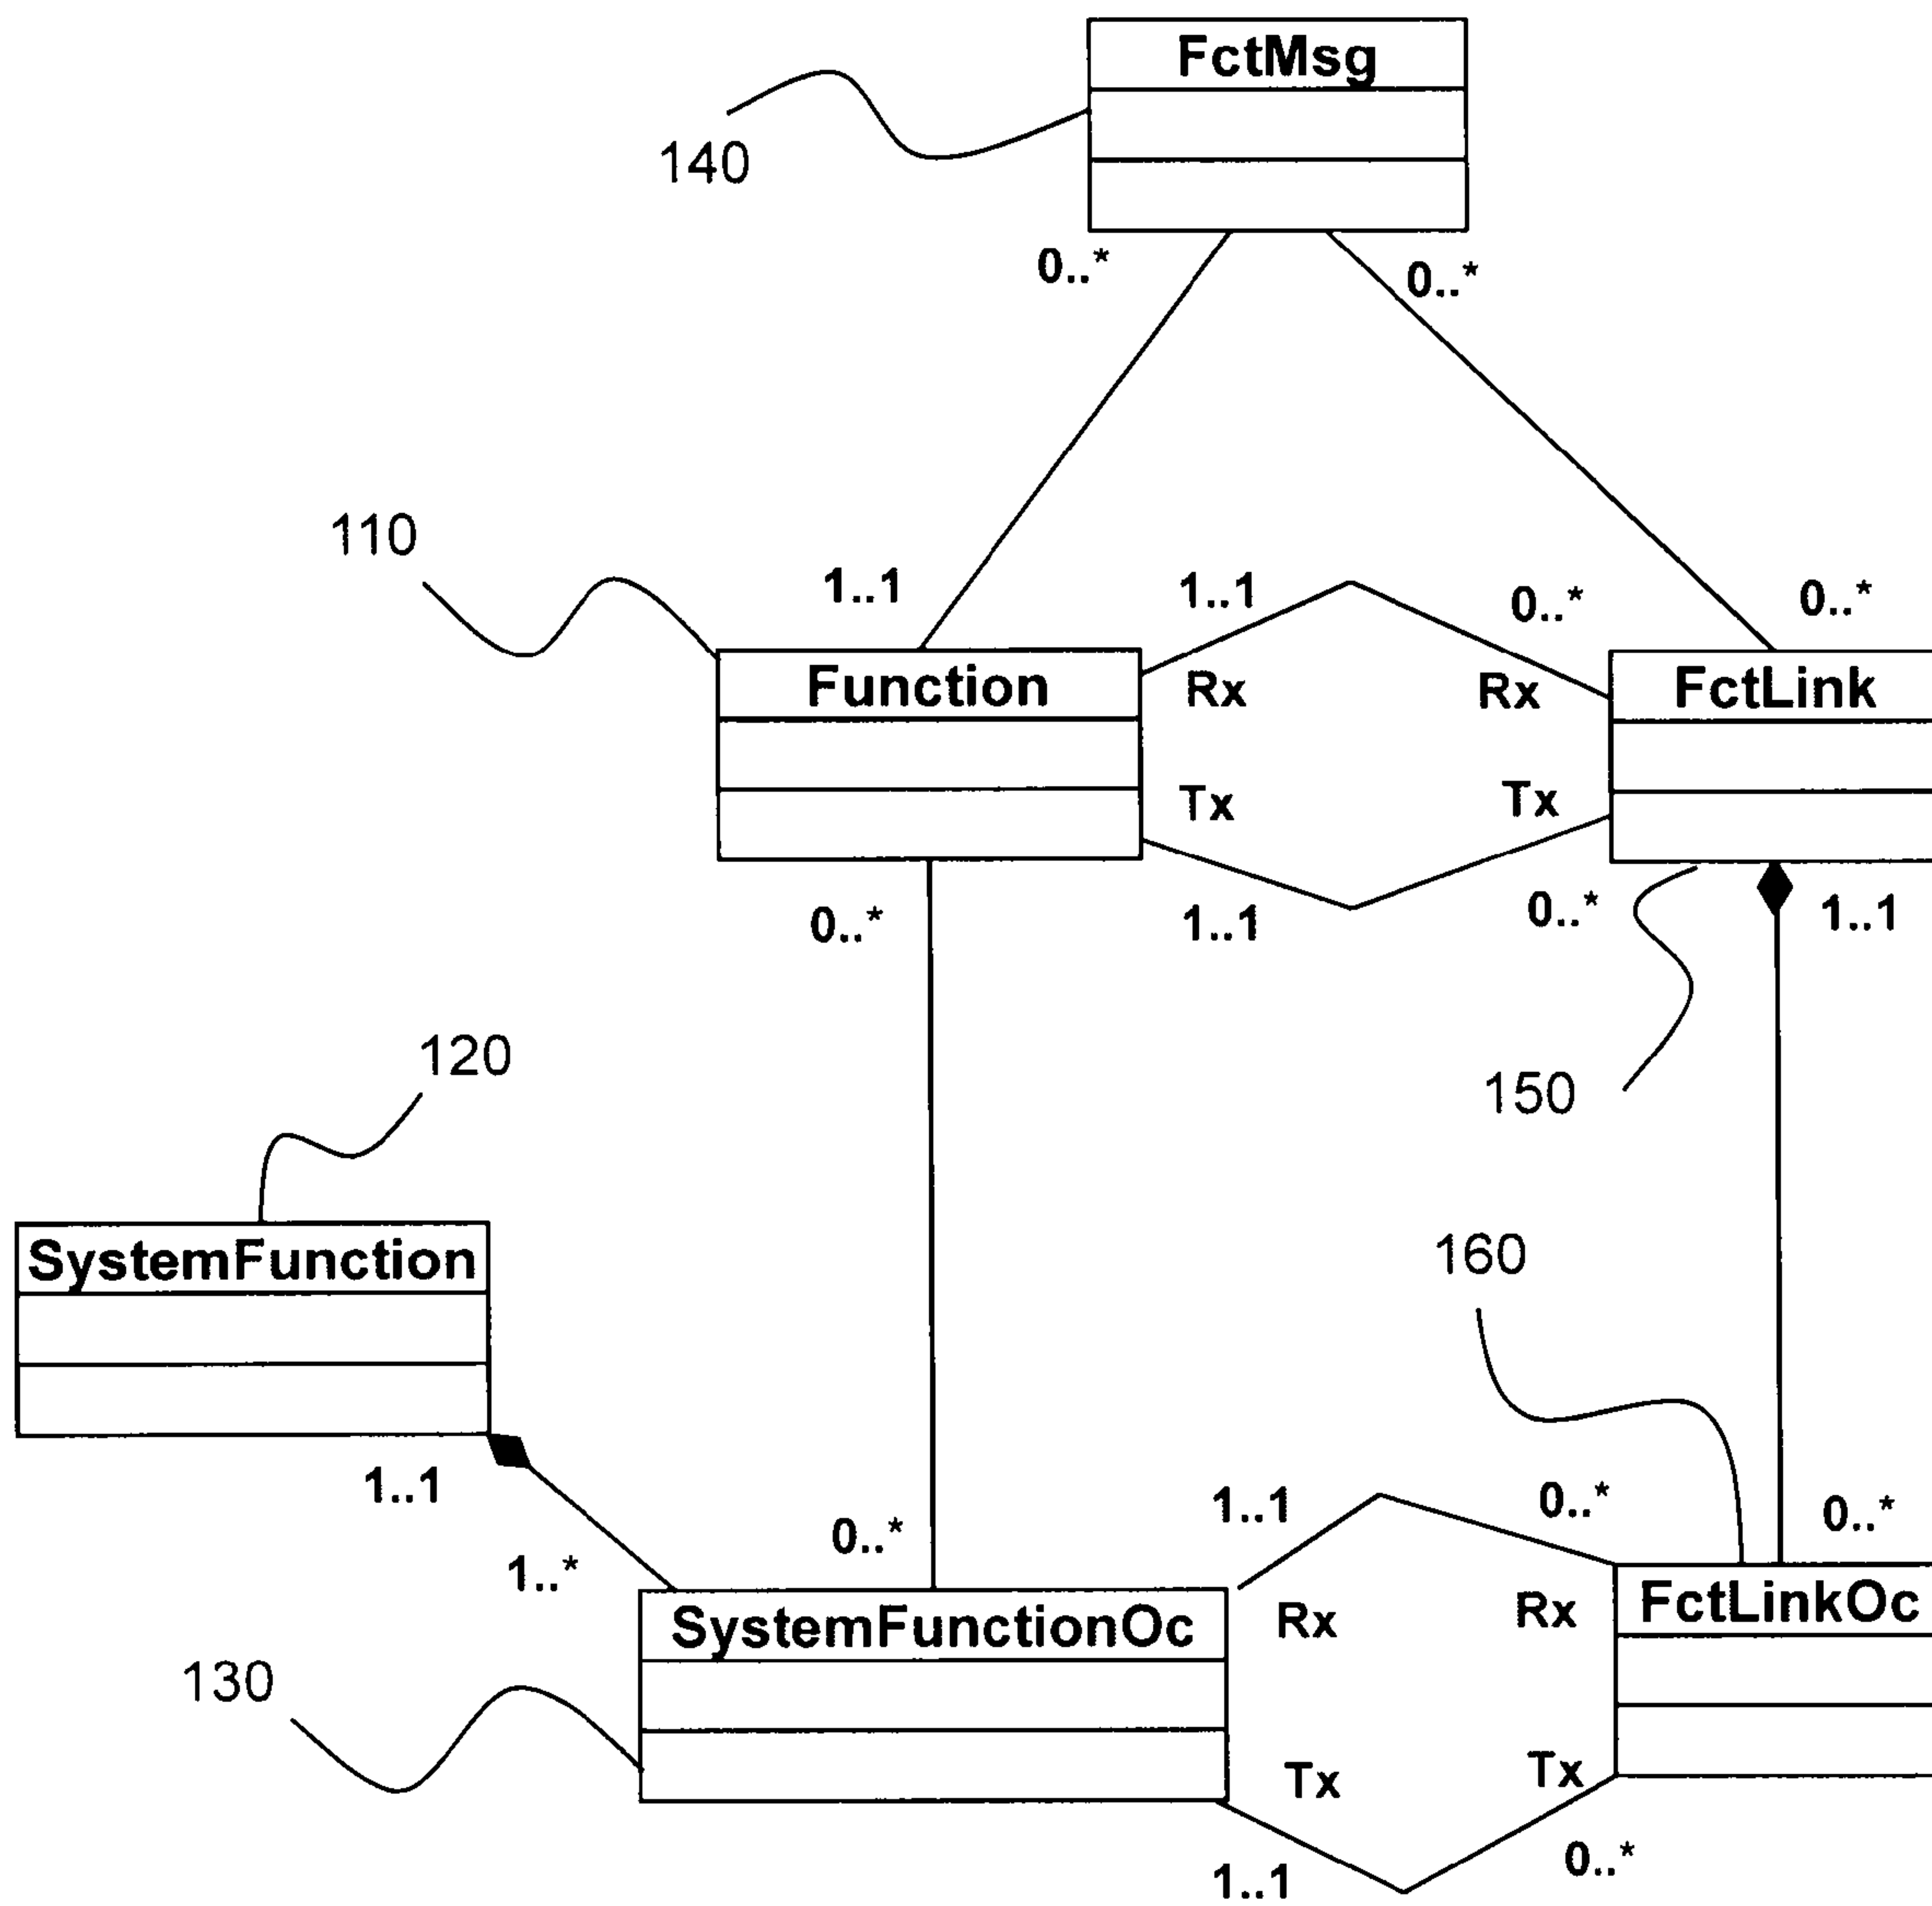 FctMsg
140
0..*
0..*
110
1..1
1..1
0..*
0..*
Function
Rx
Rx
FctLink
Tx
Tx
0..*
1..1
0..*
1..1
120
150
SystemFunction
160
1..1
1..*
0..*
1..1
0..*
0..*
SystemFunctionOc
Rx
Rx
FctLinkOc
130
Tx
Tx
1..1
0..*